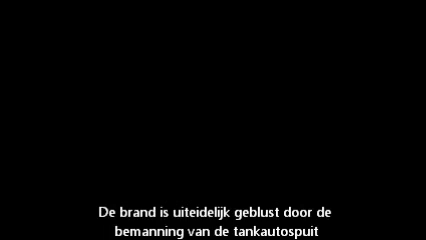 De brand is uiteidelijk geblust door de
bemanning van de tankautospuit